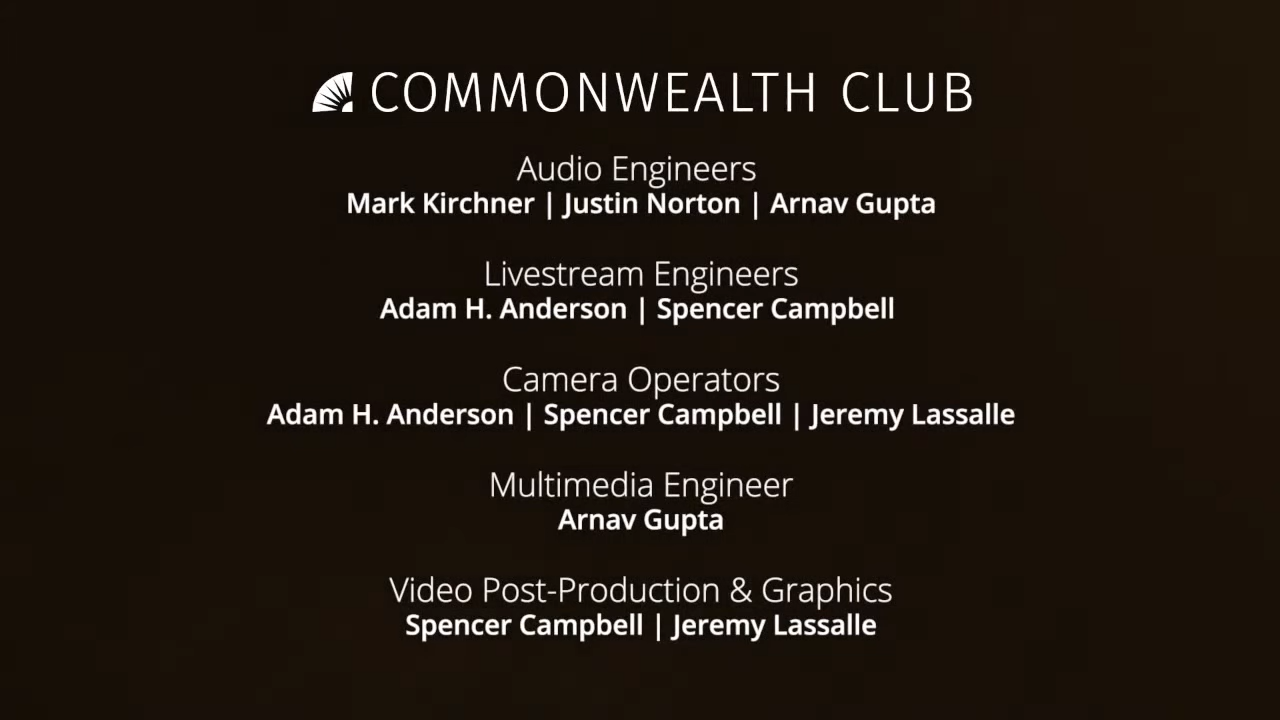 COMMONWEALTH CLUB
Audio Engineers
Mark Kirchner | Justin Norton | Arnav Gupta
Livestream Engineers
Adam H. Anderson | Spencer Campbell
Camera Operators
Adam H. Anderson | Spencer Campbell | Jeremy Lassalle
Multimedia Engineer
Arnav Gupta
Video Post-Production & Graphics
Spencer Campbell | Jeremy Lassalle